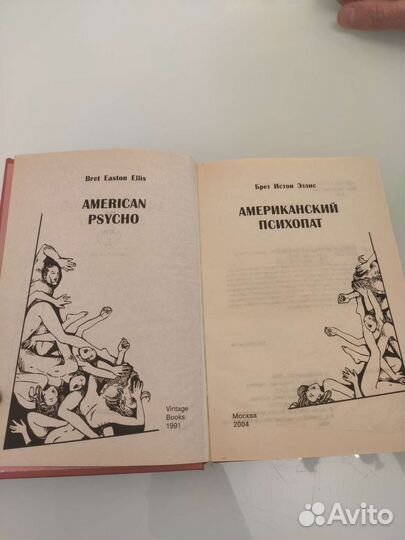 Bret Easton Ellis
AMERICAN
PSYCHO
Vintage
Books
1991
Брет Истон Эллис
АМЕРИКАНСКИЙ
ПСИХОПАТ
Москва
2004
Avito